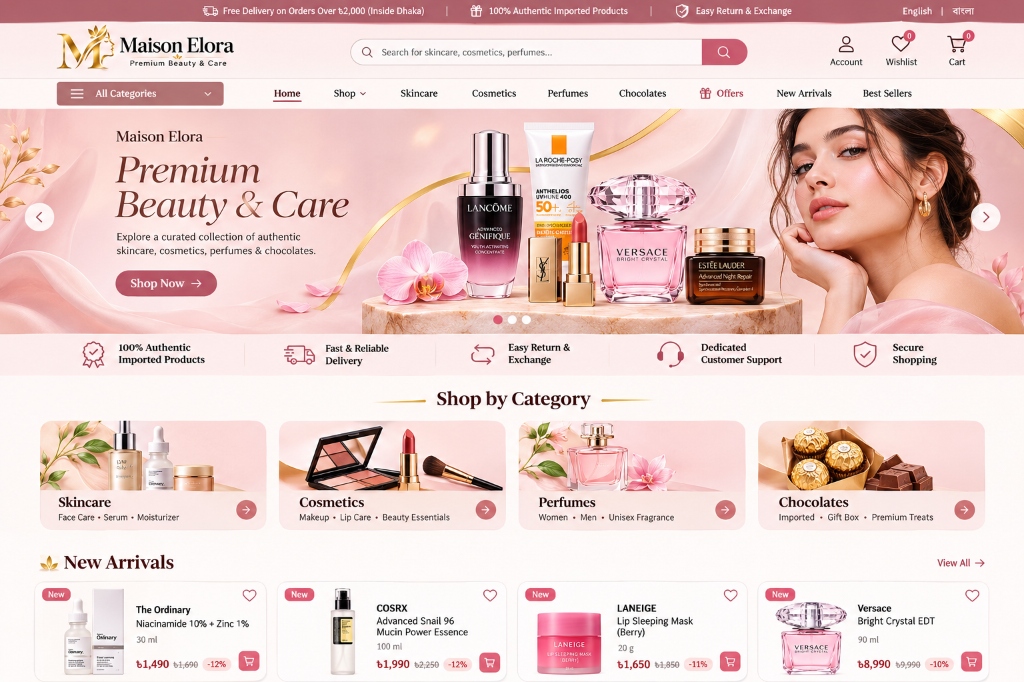 Free Delivery on Orders Over ৳2,000 (Inside Dhaka) | 100% Authentic Imported Products | Easy Return & Exchange English | বাংলা
Maison Elora
Premium Beauty & Care
Search for skincare, cosmetics, perfumes...
0
0
Account Wishlist Cart
All Categories Home Shop Skincare Cosmetics Perfumes Chocolates Offers New Arrivals Best Sellers
Maison Elora
Premium
Beauty & Care
Explore a curated collection of authentic
skincare, cosmetics, perfumes & chocolates.
Shop Now
LANCÔME
ADVANCED
GÉNIFIQUE
YOUTH ACTIVATING
CONCENTRATE
LA ROCHE-POSY
ANTHELIOS
50+
YSL
VERSACE
BRIGHT CRYSTAL
ESTĒE LAUDER
Advanced Night Repair
100% Authentic
Imported Products
Fast & Reliable
Delivery
Easy Return &
Exchange
Dedicated
Customer Support
Secure
Shopping
Shop by Category
Skincare
Face Care • Serum • Moisturizer
Cosmetics
Makeup • Lip Care • Beauty Essentials
Perfumes
Women • Men • Unisex Fragrance
Chocolates
Imported • Gift Box • Premium Treats
New Arrivals
View All
New
The Ordinary
Niacinamide 10% + Zinc 1%
30 ml
৳1,490 ৳1,690 -12%
New
COSRX
Advanced Snail 96
Mucin Power Essence
100 ml
৳1,990 ৳2,250 -12%
New
LANEIGE
LANEIGE
Lip Sleeping Mask
(Berry)
20 g
৳1,650 ৳1,850 -11%
New
VERSACE
Versace
Bright Crystal EDT
90 ml
৳8,990 ৳9,990 -10%